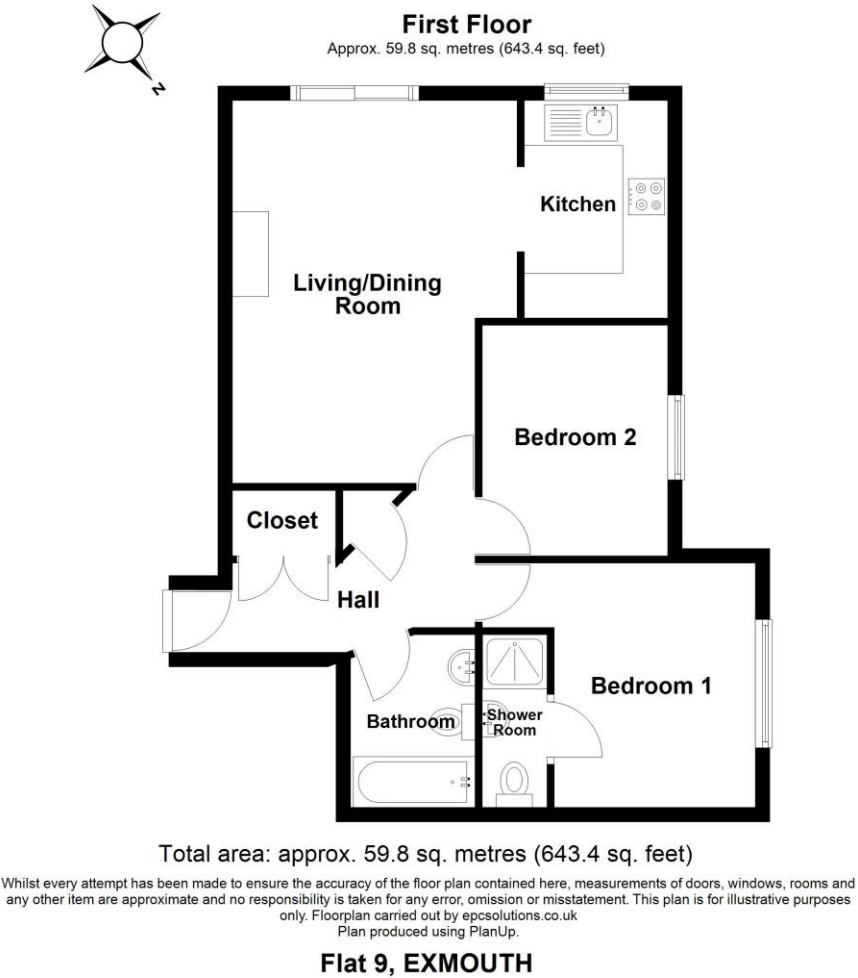 First Floor
Approx. 59.8 sq. metres (643.4 sq. feet)
N
Kitchen
Living/Dining
Room
Bedroom 2
Closet
Hall
Bedroom 1
Bathroom
Shower
Room
Total area: approx. 59.8 sq. metres (643.4 sq. feet)
Whilst every attempt has been made to ensure the accuracy of the floor plan contained here, measurements of doors, windows, rooms and
any other item are approximate and no responsibility is taken for any error, omission or misstatement. This plan is for illustrative purposes
only. Floorplan carried out by epcsolutions.co.uk
Plan produced using PlanUp.
Flat 9, EXMOUTH